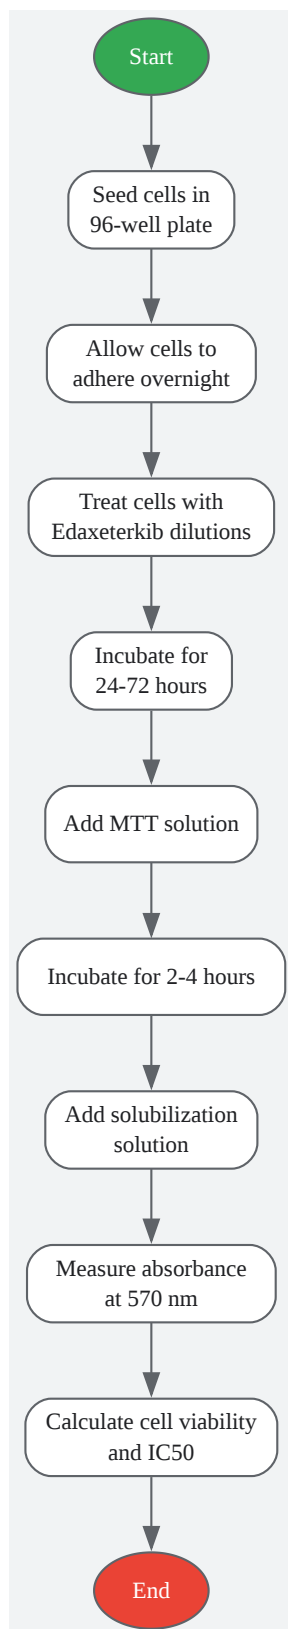 Start
Seed cells in
96-well plate
Allow cells to
adhere overnight
Treat cells with
Edaxeterkib dilutions
Incubate for
24-72 hours
Add MTT solution
Incubate for 2-4 hours
Add solubilization
solution
Measure absorbance
at 570 nm
Calculate cell viability
and IC50
End